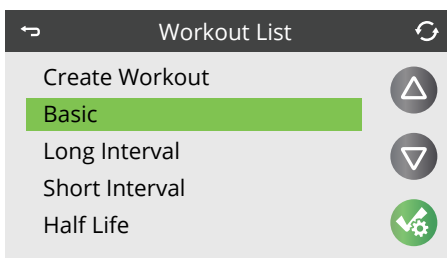 Workout List
Create Workout
Basic
Long Interval
Short Interval
Half Life